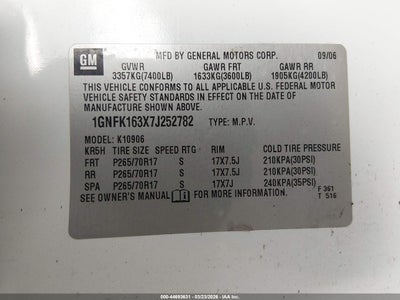 GM
MFD BY GENERAL MOTORS CORP. 09/06
GVWR GAWR FRT GAWR RR
3357KG(7400LB) 1633KG(3600LB) 1905KG(4200LB)
THIS VEHICLE CONFORMS TO ALL APPLICABLE U.S. FEDERAL MOTOR
VEHICLE SAFETY STANDARDS IN EFFECT ON THE DATE OF
MANUFACTURE SHOWN ABOVE.
1GNFK163X7J252782 TYPE: M.P.V.
MODEL: K10906
KR5H TIRE SIZE SPEED RTG RIM COLD TIRE PRESSURE
FRT P265/70R17 S 17X7.5J 210KPA(30PSI)
RR P265/70R17 S 17X7.5J 210KPA(30PSI)
SPA P265/70R17 S 17X7J 240KPA(35PSI)
SEE OWNER'S MANUAL FOR MORE INFORMATION.
F 361
T 516
000-44693631 - 03/23/2026 - IAAI.com